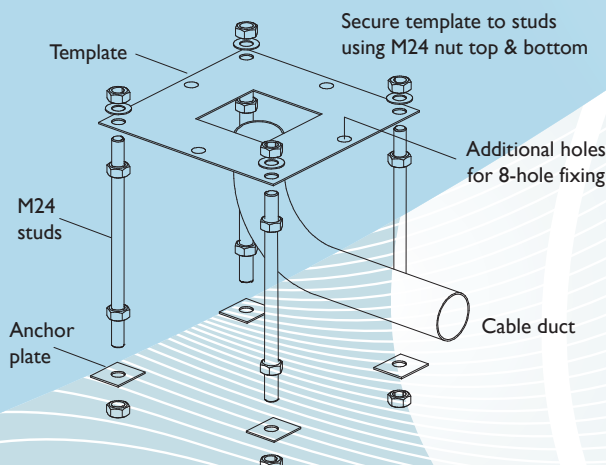 Secure template to studs
using M24 nut top & bottom
Template
Additional holes
for 8-hole fixing
M24
studs
Cable duct
Anchor
plate